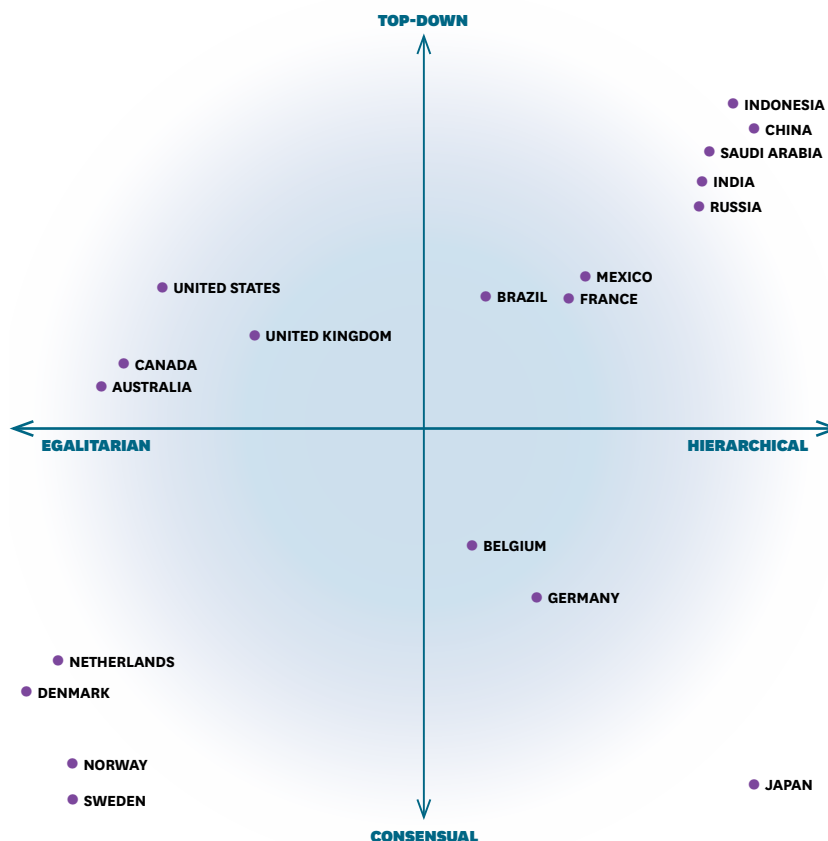 TOP-DOWN
INDONESIA
CHINA
SAUDI ARABIA
INDIA
RUSSIA
MEXICO
UNITED STATES
BRAZIL
FRANCE
UNITED KINGDOM
CANADA
AUSTRALIA
EGALITARIAN
HIERARCHICAL
BELGIUM
GERMANY
NETHERLANDS
DENMARK
NORWAY
JAPAN
SWEDEN
CONSENSUAL